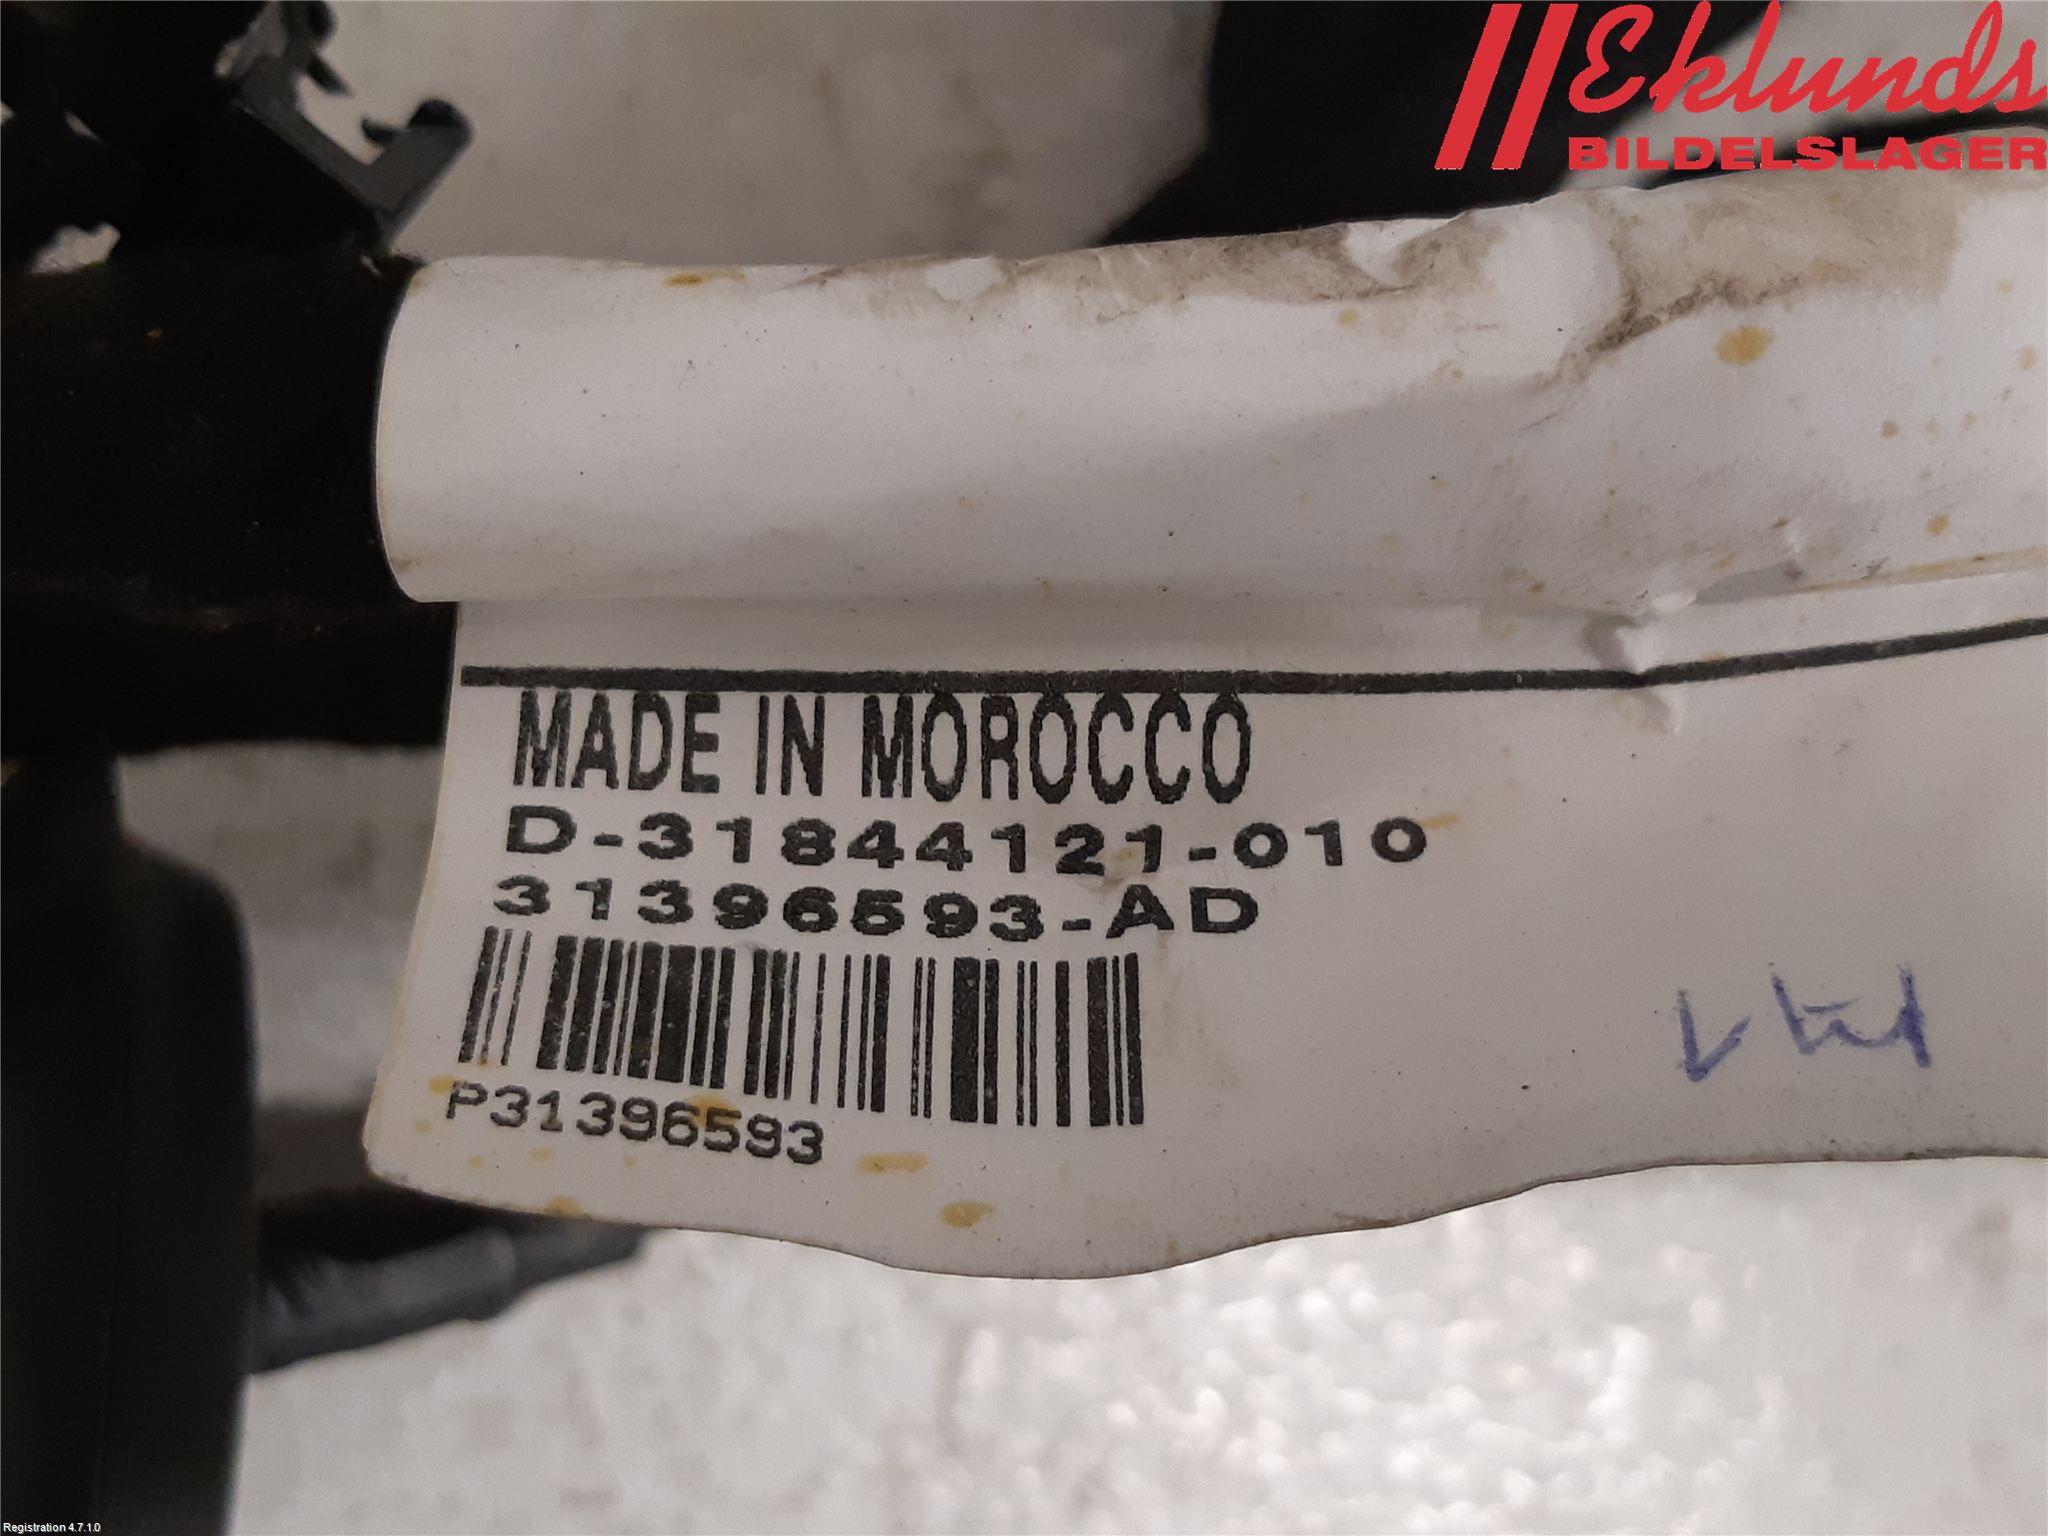 Eklunds
BILDELSLAGER
MADE IN MOROCCO
D-31844121-010
31396593-AD
P31396593
Registration 4.7.1.0